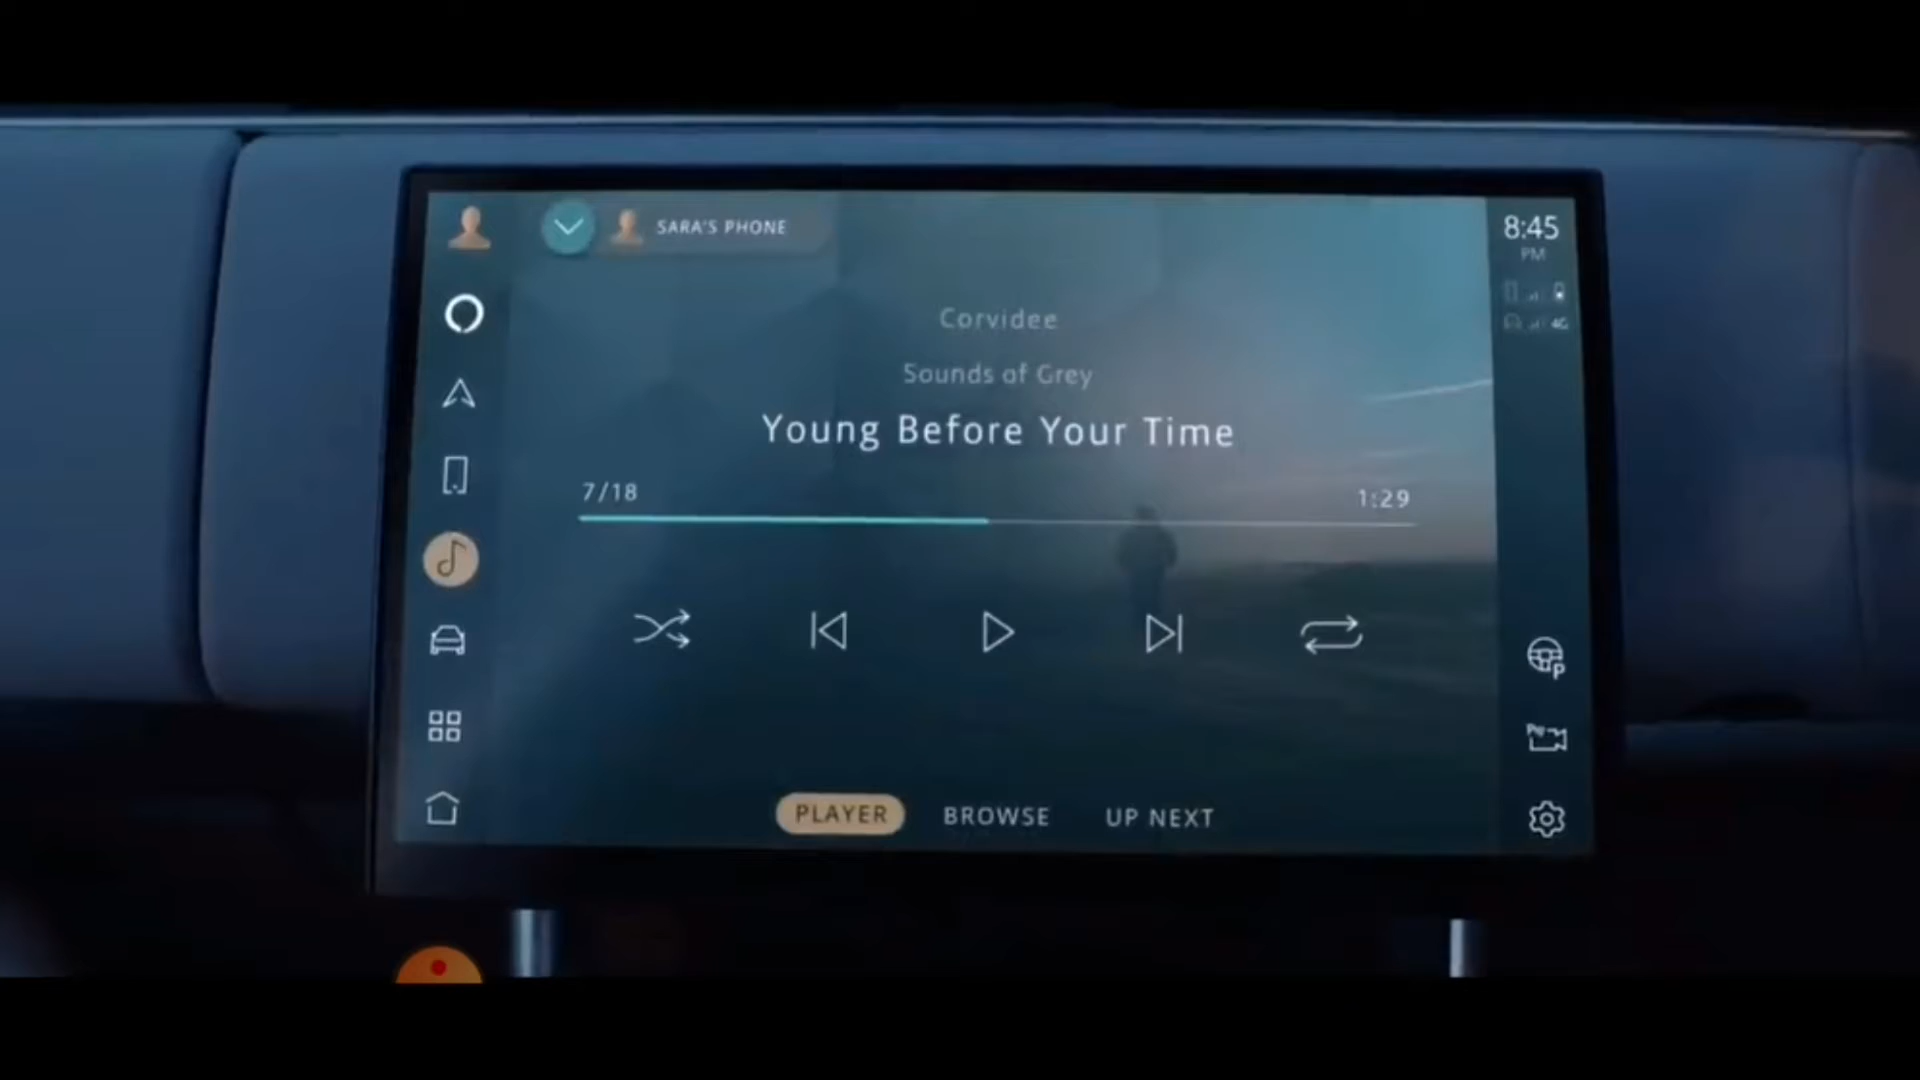 SARA'S PHONE
8:45
PM
4G
Corvidee
Sounds of Grey
Young Before Your Time
7/18
1:29
P
PLAYER
BROWSE
UP NEXT